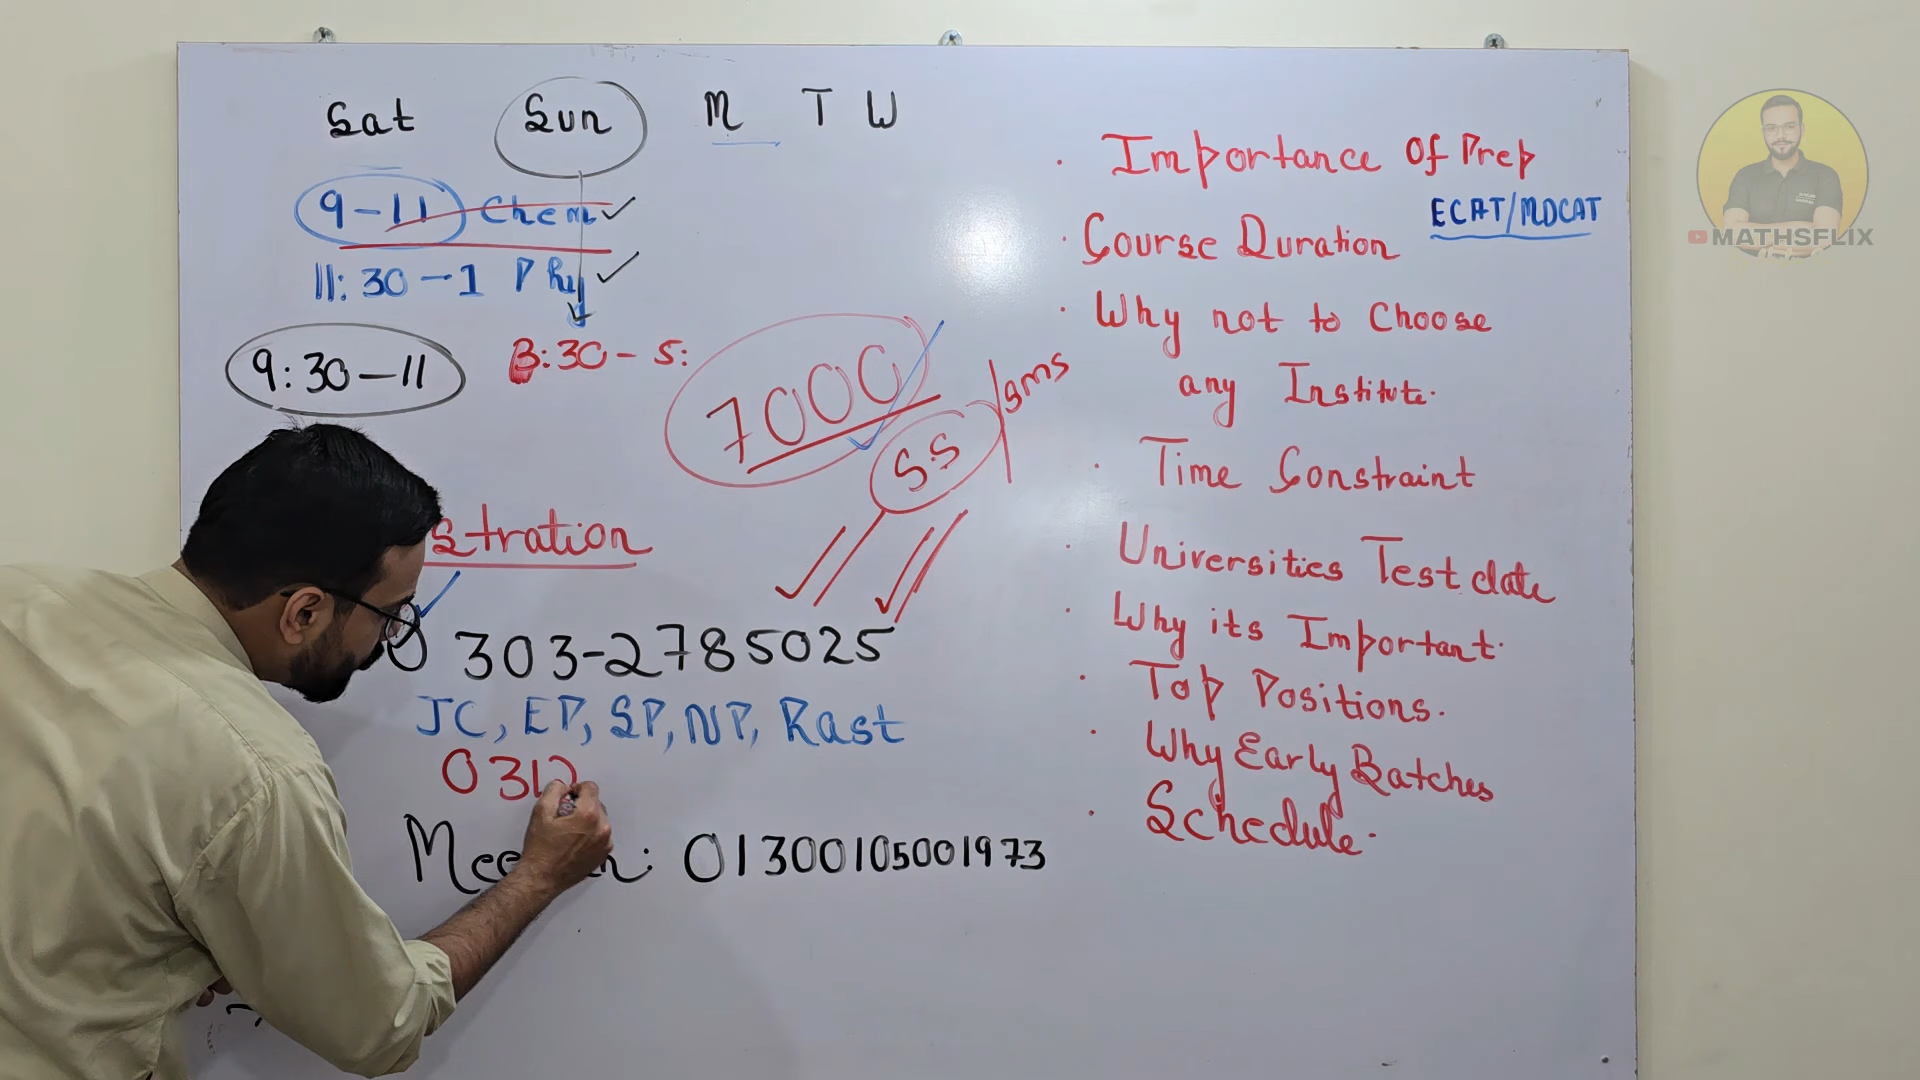 Sat Sun M T W
9-11 Chem
11:30-1 Phy
9:30-11
3:30-5:
7000
SS
sms
stration
0303-2785025
JC, EP, SP, NP, Rast
0312
: 01300105001973
Importance Of Prep
ECAT/MDCAT
Course Duration
Why not to Choose
any Institute.
Time Constraint
Universities Test date
Why its Important.
Top Positions.
Why Early Batches
Schedule.
MATHSFLIX